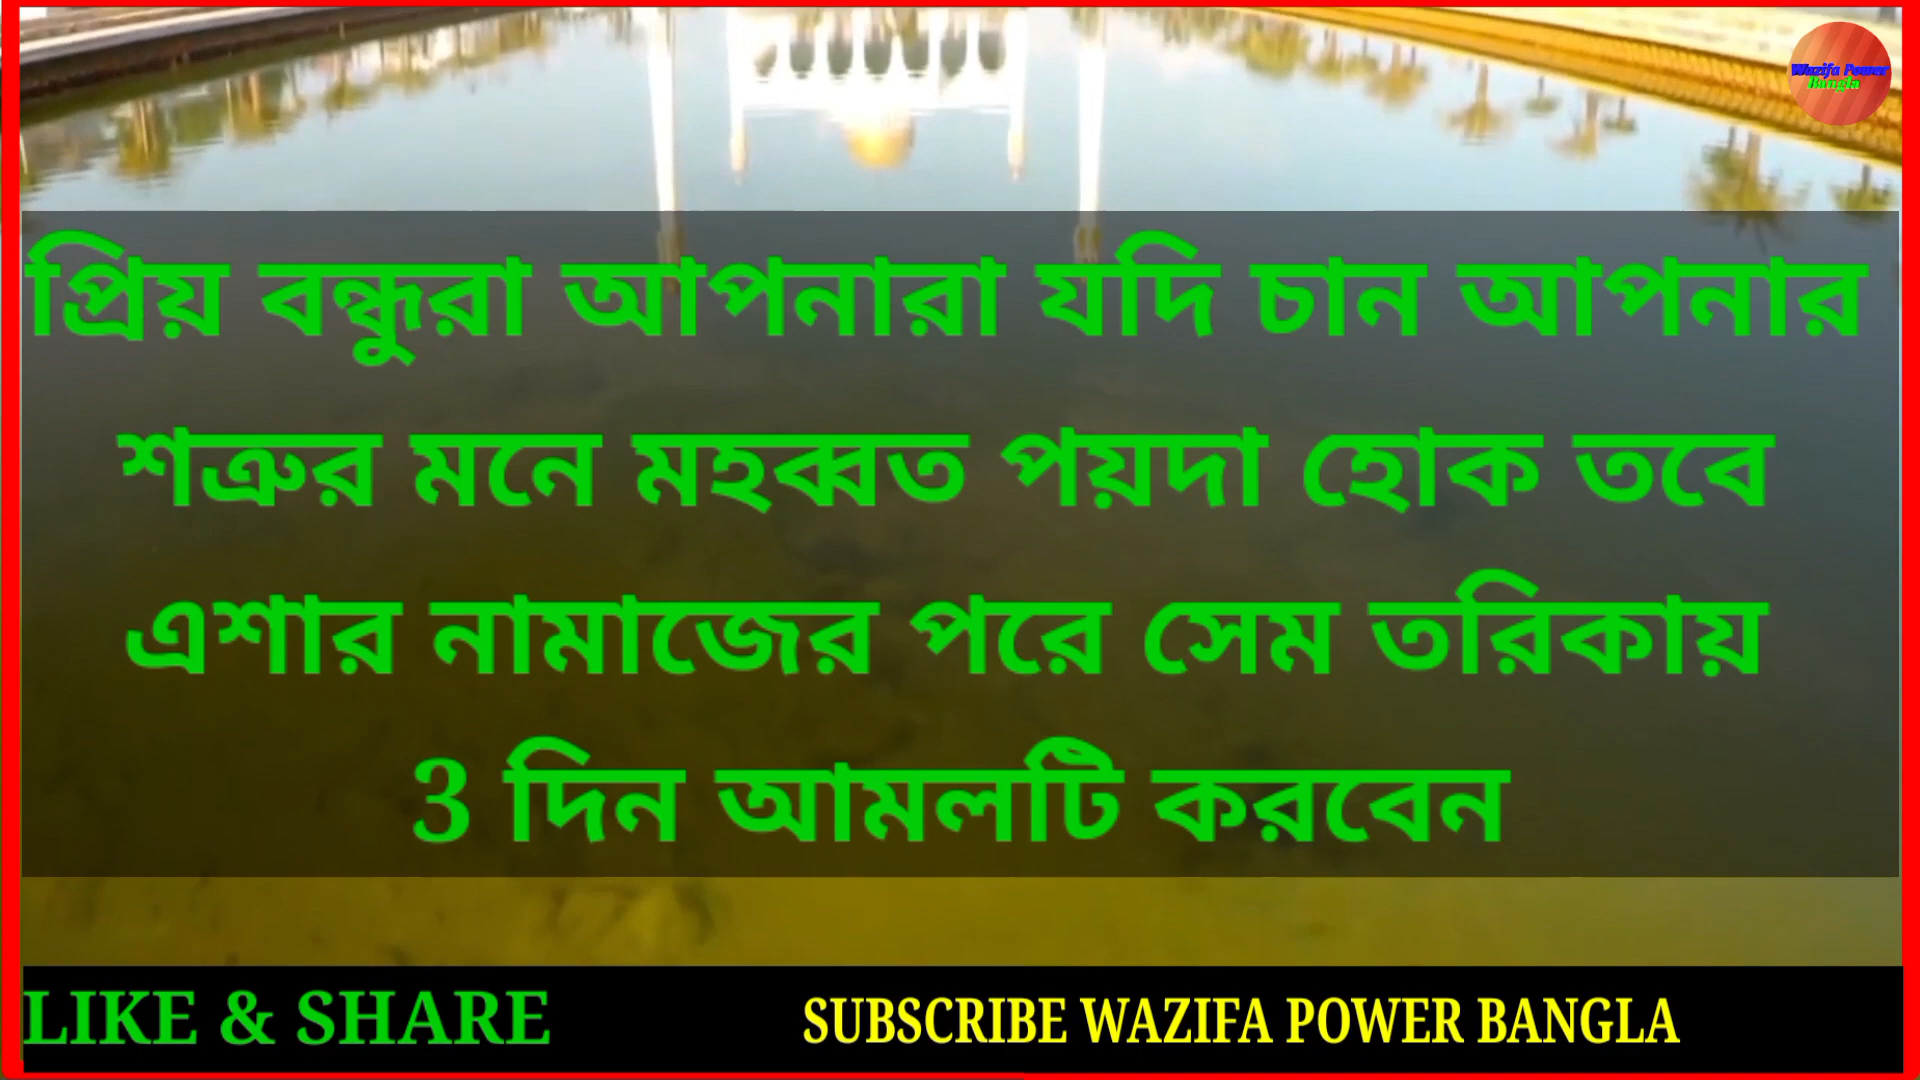 Wazifa Power
Bangla
প্রিয় বন্ধুরা আপনারা যদি চান আপনার
শত্রুর মনে মহব্বত পয়দা হোক তবে
এশার নামাজের পরে সেম তরিকায়
3 দিন আমলটি করবেন
LIKE & SHARE
SUBSCRIBE WAZIFA POWER BANGLA